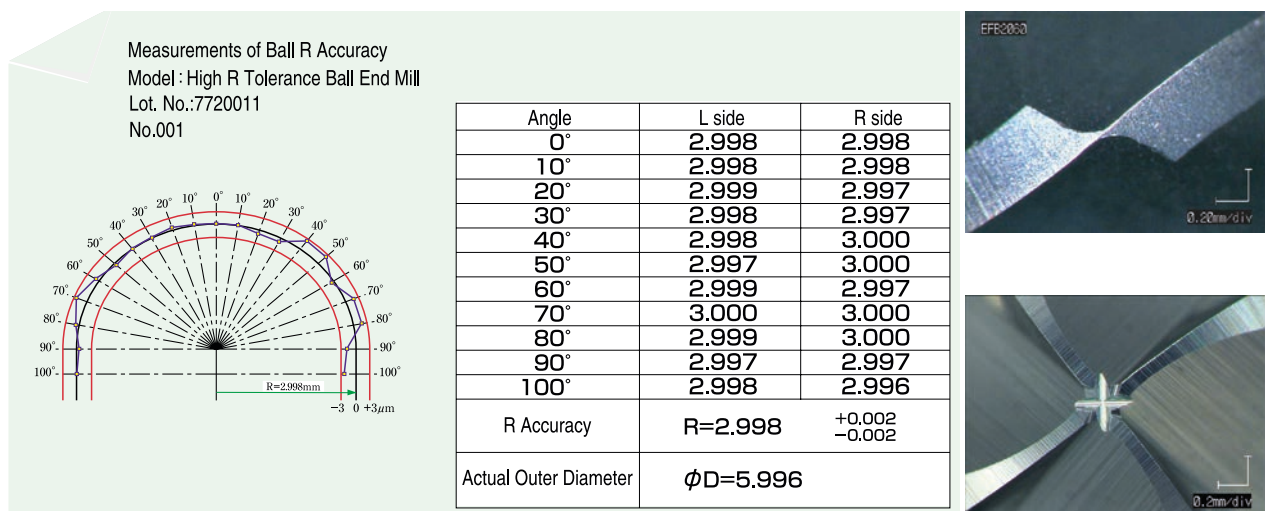 Measurements of Ball R Accuracy
Model : High R Tolerance Ball End Mill
Lot. No.:7720011
No.001
0°
10° 10°
20° 20°
30° 30°
40° 40°
50° 50°
60° 60°
70° 70°
80° 80°
90° 90°
100° 100°
R=2.998mm
−3 0 +3μm
Angle L side R side
0° 2.998 2.998
10° 2.998 2.998
20° 2.999 2.997
30° 2.998 2.997
40° 2.998 3.000
50° 2.997 3.000
60° 2.999 2.997
70° 3.000 3.000
80° 2.999 3.000
90° 2.997 2.997
100° 2.998 2.996
R Accuracy R=2.998 +0.002
−0.002
Actual Outer Diameter ϕD=5.996
EFB2060
0.20mm/div
0.2mm/div